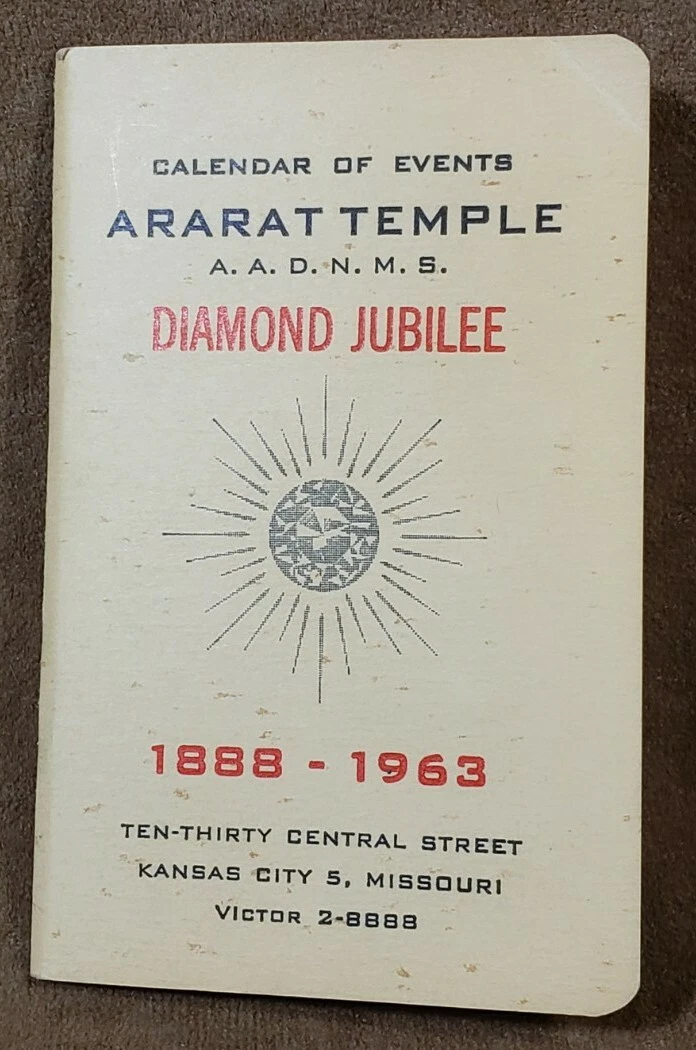 CALENDAR OF EVENTS
ARARAT TEMPLE
A. A. D. N. M. S.
DIAMOND JUBILEE
1888 - 1963
TEN-THIRTY CENTRAL STREET
KANSAS CITY 5, MISSOURI
VICTOR 2-8888